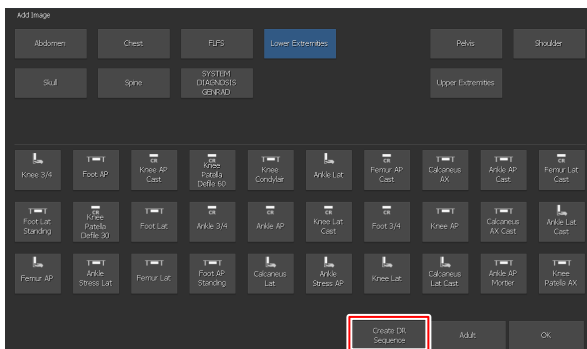 Add Image
Abdomen
Chest
FLFS
Lower Extremities
Pelvis
Shoulder
Skull
Spine
SYSTEM
DIAGNOSIS
GENRAD
Upper Extremities
Knee 3/4
T T
Foot AP
CR
Knee AP
Cast
CR
Knee
Patella
Defile 60
T T
Knee
Condylair
Ankle Lat
CR
Femur AP
Cast
T T
Calcaneus
AX
T T
Ankle AP
Cast
CR
Femur Lat
Cast
T T
Foot Lat
Standing
CR
Knee
Patella
Defile 30
T T
Foot Lat
CR
Ankle 3/4
CR
Ankle AP
CR
Knee Lat
Cast
CR
Foot 3/4
T T
Knee AP
T T
Calcaneus
AX Cast
Ankle Lat
Cast
Femur AP
T T
Ankle
Stress Lat
T T
Femur Lat
T T
Foot AP
Standing
Calcaneus
Lat
Ankle
Stress AP
Knee Lat
Calcaneus
Lat Cast
T T
Ankle AP
Mortier
T T
Knee
Patella AX
Create DR
Sequence
Adult
OK